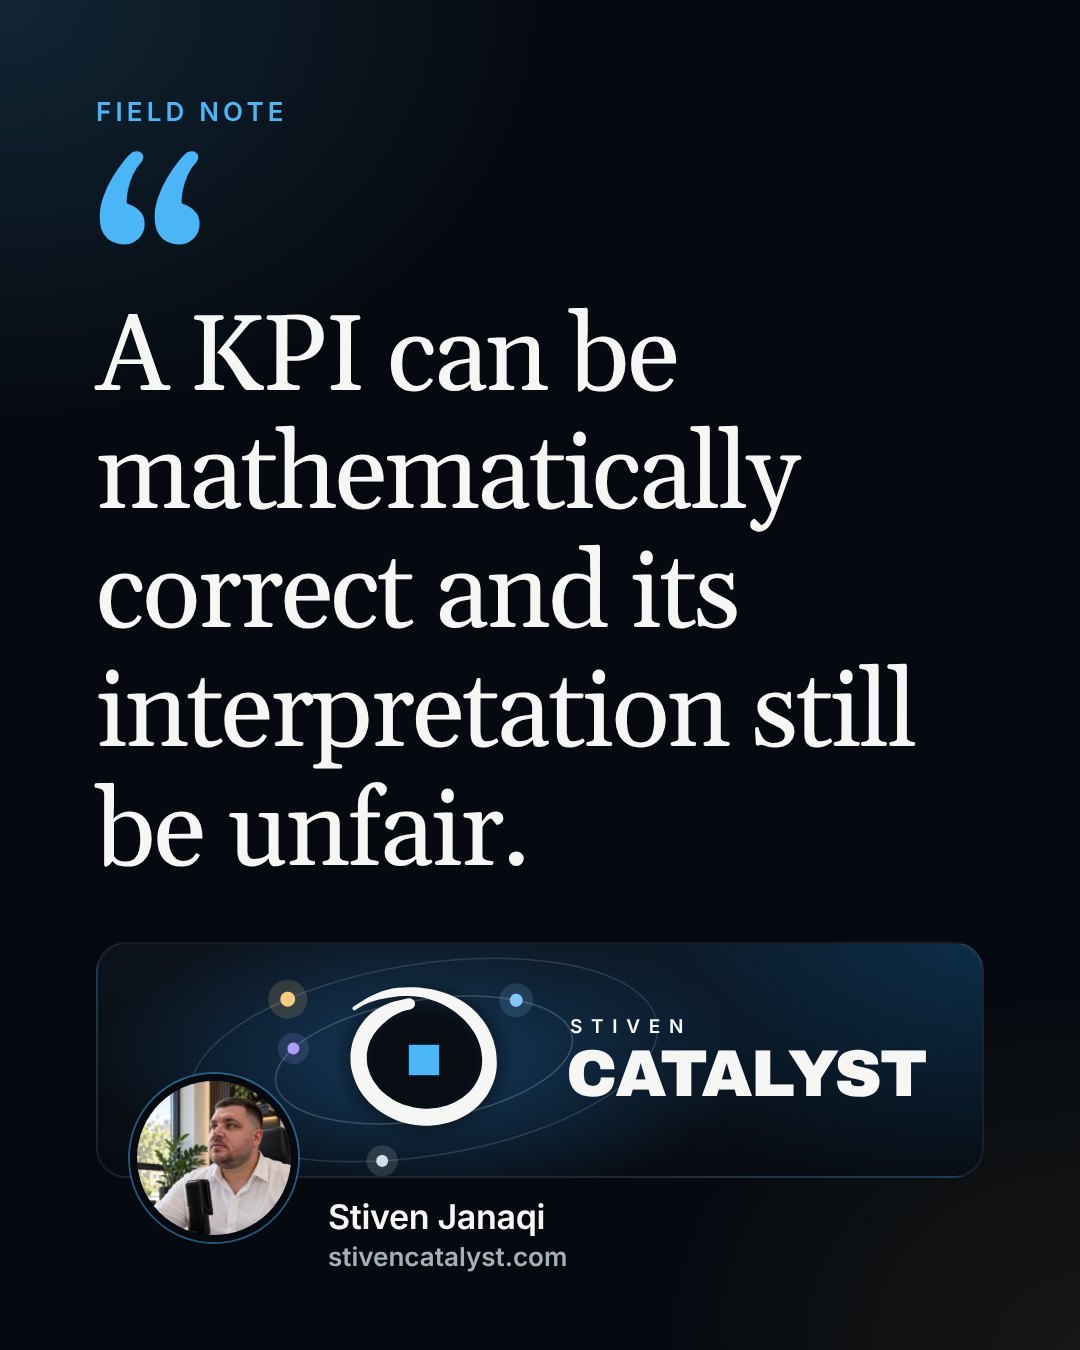 FIELD NOTE
“
A KPI can be
mathematically
correct and its
interpretation still
be unfair.
STIVEN
CATALYST
Stiven Janaqi
stivencatalyst.com